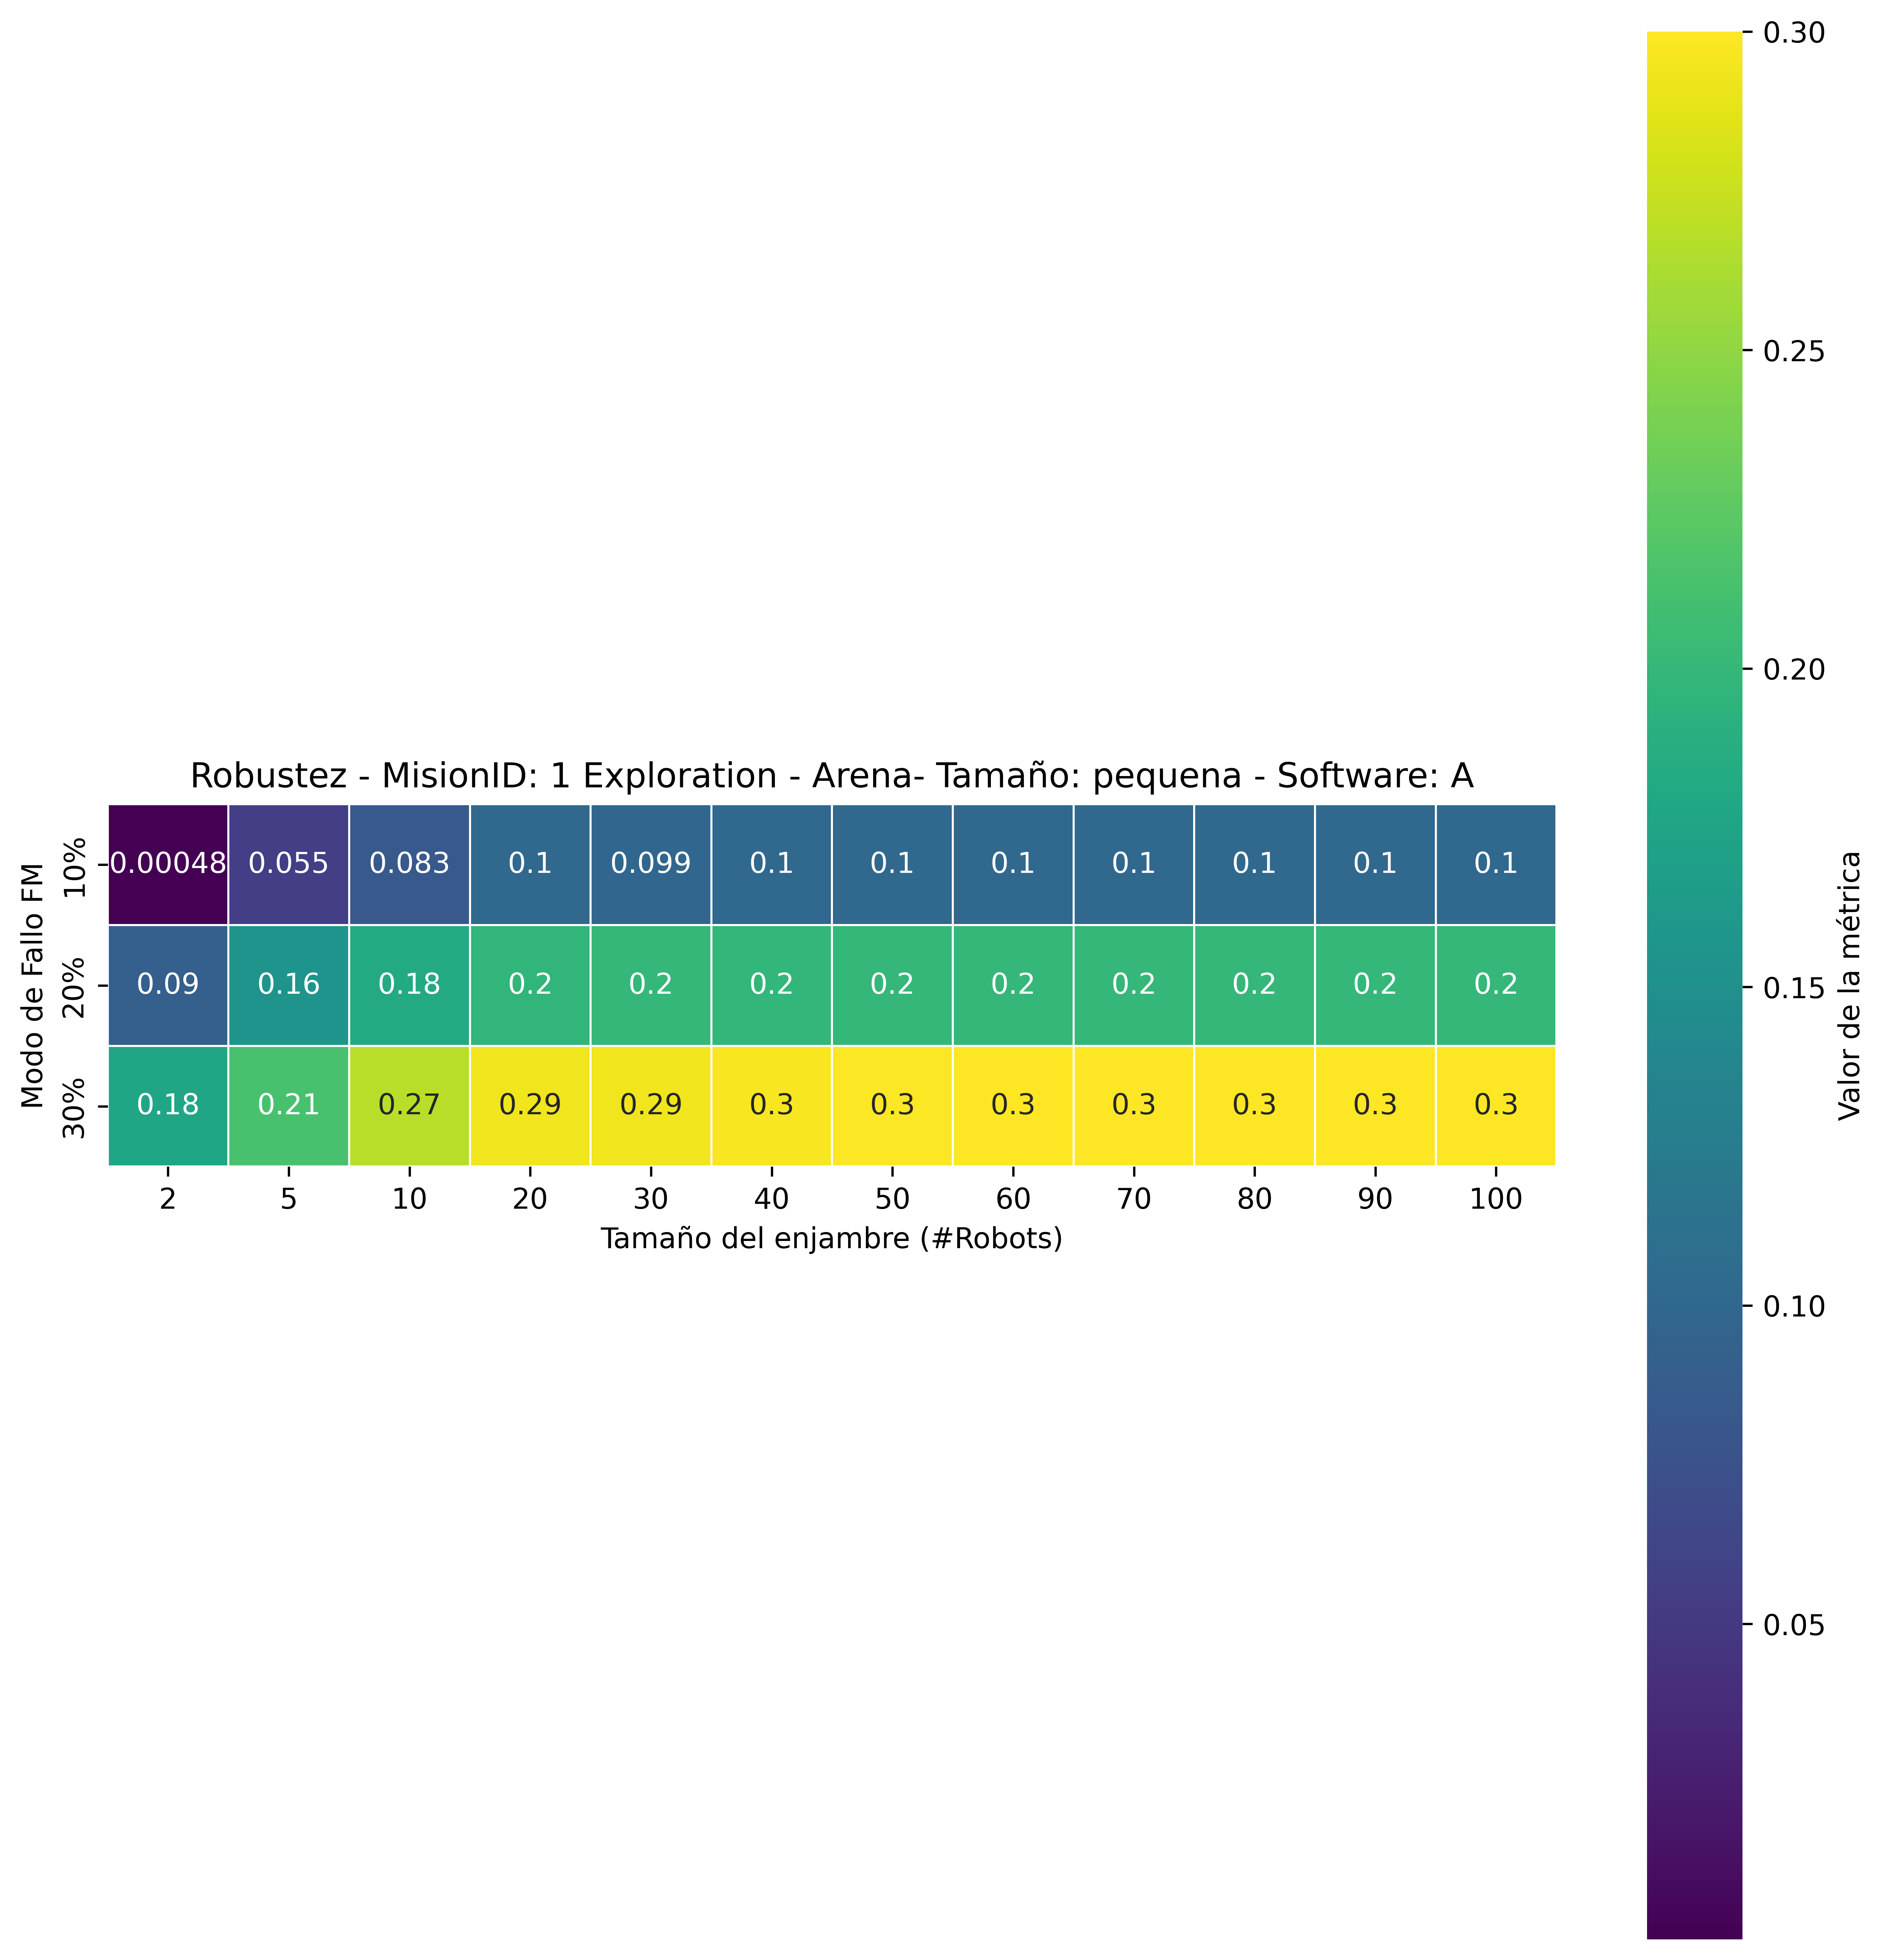 Robustez - MisionID: 1 Exploration - Arena- Tamaño: pequena - Software: A
Modo de Fallo FM
10%
0.00048 0.055 0.083 0.1 0.099 0.1 0.1 0.1 0.1 0.1 0.1 0.1
20%
0.09 0.16 0.18 0.2 0.2 0.2 0.2 0.2 0.2 0.2 0.2 0.2
30%
0.18 0.21 0.27 0.29 0.29 0.3 0.3 0.3 0.3 0.3 0.3 0.3
2 5 10 20 30 40 50 60 70 80 90 100
Tamaño del enjambre (#Robots)
0.30
0.25
0.20
0.15
0.10
0.05
Valor de la métrica